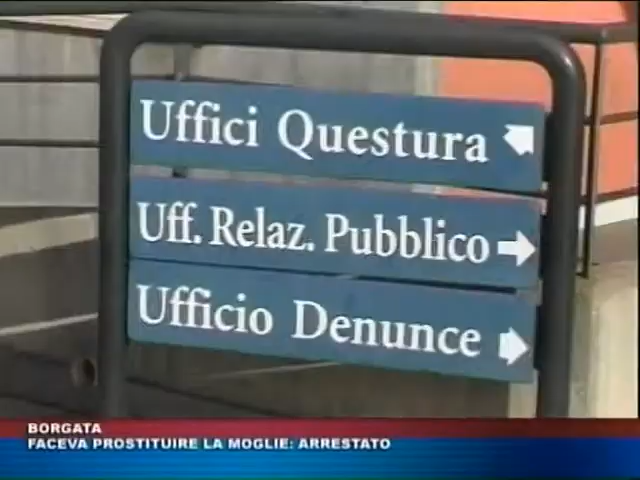 Uffici Questura
Uff. Relaz. Pubblico
Ufficio Denunce
BORGATA
FACEVA PROSTITUIRE LA MOGLIE: ARRESTATO